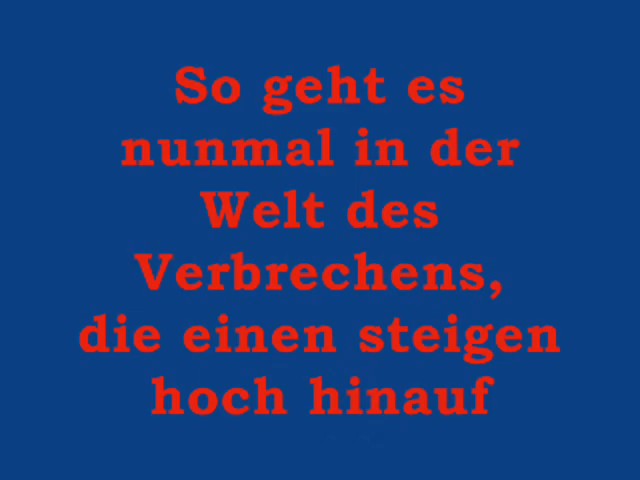 So geht es
nunmal in der
Welt des
Verbrechens,
die einen steigen
hoch hinauf